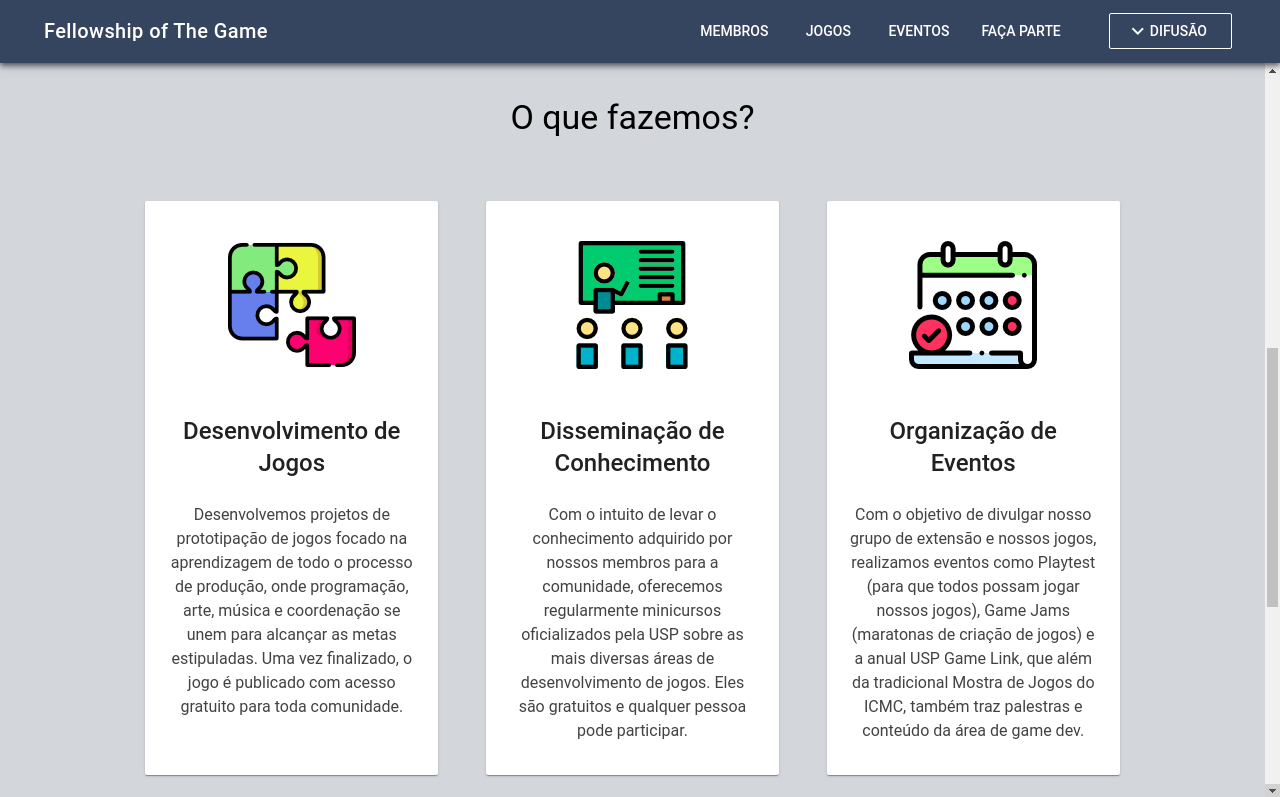 Fellowship of The Game
MEMBROS
JOGOS
EVENTOS
FAÇA PARTE
DIFUSÃO
O que fazemos?
Desenvolvimento de
Jogos
Desenvolvemos projetos de
prototipação de jogos focado na
aprendizagem de todo o processo
de produção, onde programação,
arte, música e coordenação se
unem para alcançar as metas
estipuladas. Uma vez finalizado, o
jogo é publicado com acesso
gratuito para toda comunidade.
Disseminação de
Conhecimento
Com o intuito de levar o
conhecimento adquirido por
nossos membros para a
comunidade, oferecemos
regularmente minicursos
oficializados pela USP sobre as
mais diversas áreas de
desenvolvimento de jogos. Eles
são gratuitos e qualquer pessoa
pode participar.
Organização de
Eventos
Com o objetivo de divulgar nosso
grupo de extensão e nossos jogos,
realizamos eventos como Playtest
(para que todos possam jogar
nossos jogos), Game Jams
(maratonas de criação de jogos) e
a anual USP Game Link, que além
da tradicional Mostra de Jogos do
ICMC, também traz palestras e
conteúdo da área de game dev.